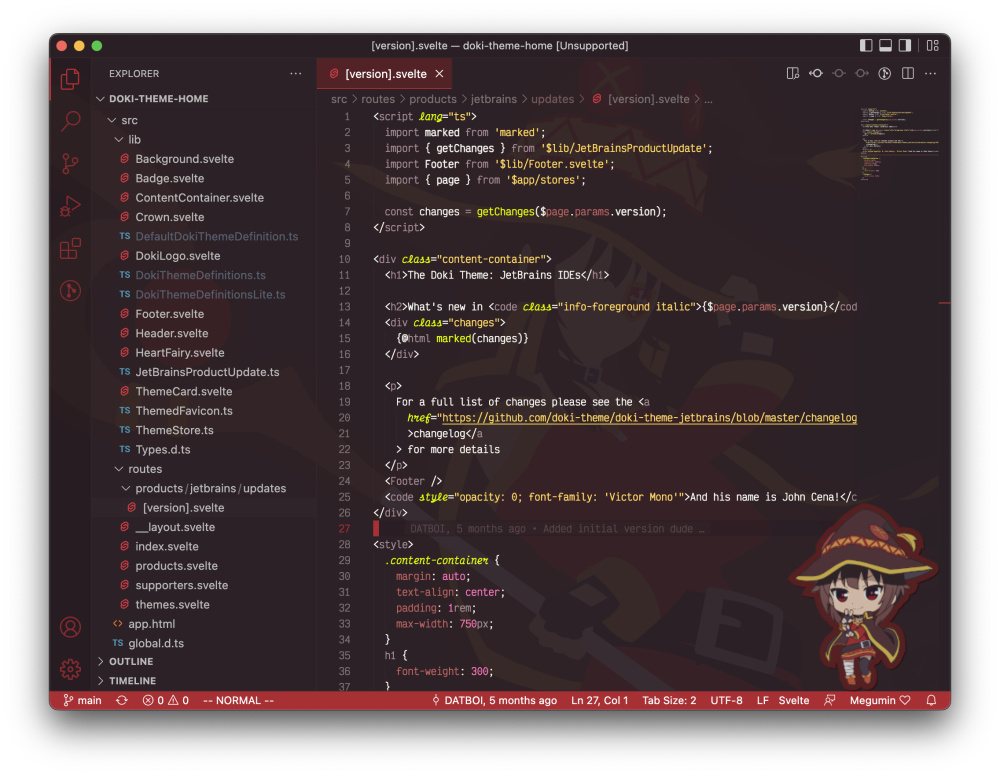 [version].svelte — doki-theme-home [Unsupported]
EXPLORER
DOKI-THEME-HOME
src
lib
Background.svelte
Badge.svelte
ContentContainer.svelte
Crown.svelte
TS DefaultDokiThemeDefinition.ts
DokiLogo.svelte
TS DokiThemeDefinitions.ts
TS DokiThemeDefinitionsLite.ts
Footer.svelte
Header.svelte
HeartFairy.svelte
TS JetBrainsProductUpdate.ts
ThemeCard.svelte
TS ThemedFavicon.ts
TS ThemeStore.ts
TS Types.d.ts
routes
products/jetbrains/updates
[version].svelte
__layout.svelte
index.svelte
products.svelte
supporters.svelte
themes.svelte
app.html
TS global.d.ts
OUTLINE
TIMELINE
[version].svelte
src > routes > products > jetbrains > updates > [version].svelte > ...
1 <script lang="ts">
2 import marked from 'marked';
3 import { getChanges } from '$lib/JetBrainsProductUpdate';
4 import Footer from '$lib/Footer.svelte';
5 import { page } from '$app/stores';
6
7 const changes = getChanges($page.params.version);
8 </script>
9
10 <div class="content-container">
11 <h1>The Doki Theme: JetBrains IDEs</h1>
12
13 <h2>What's new in <code class="info-foreground italic">{$page.params.version}</cod
14 <div class="changes">
15 {@html marked(changes)}
16 </div>
17
18 <p>
19 For a full list of changes please see the <a
20 href="https://github.com/doki-theme/doki-theme-jetbrains/blob/master/changelog
21 >changelog</a
22 > for more details
23 </p>
24 <Footer />
25 <code style="opacity: 0; font-family: 'Victor Mono'">And his name is John Cena!</c
26 </div>
27 DATBOI, 5 months ago • Added initial version dude …
28 <style>
29 .content-container {
30 margin: auto;
31 text-align: center;
32 padding: 1rem;
33 max-width: 750px;
34 }
35 h1 {
36 font-weight: 300;
37 }
main 0 0 -- NORMAL -- DATBOI, 5 months ago Ln 27, Col 1 Tab Size: 2 UTF-8 LF Svelte Megumin ♡